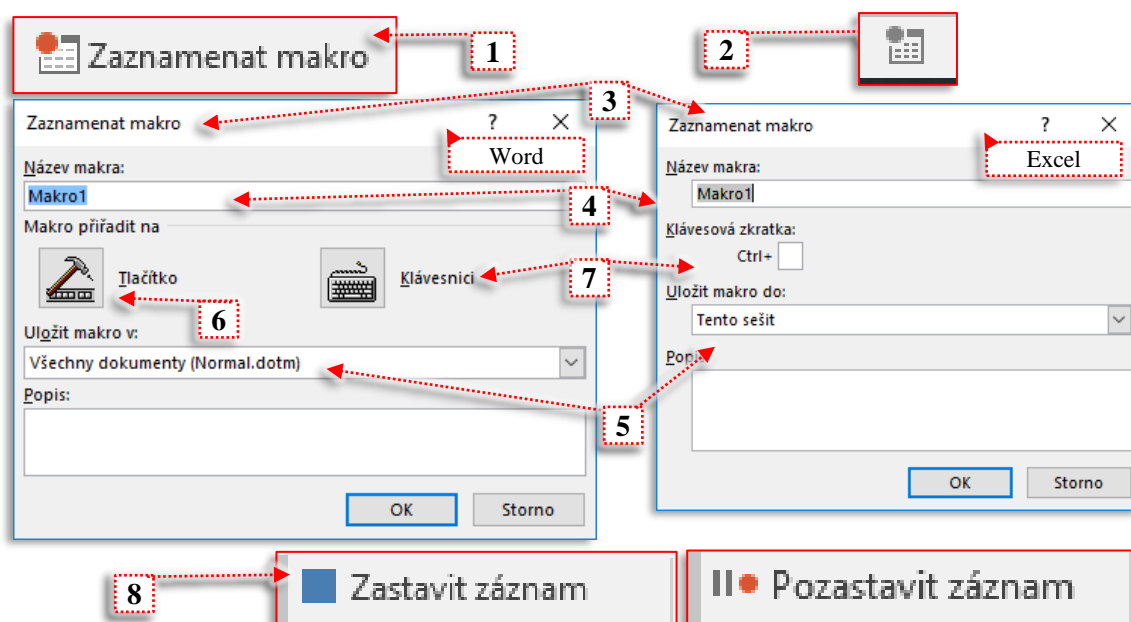 Zaznamenat makro
1
2
3
Zaznamenat makro ? ×
Word
Název makra:
Makro1
Makro přiřadit na
Tlačítko
Klávesnici
6
Uložit makro v:
Všechny dokumenty (Normal.dotm)
Popis:
OK Storno
4
7
5
Zaznamenat makro ? ×
Excel
Název makra:
Makro1
Klávesová zkratka:
Ctrl+
Uložit makro do:
Tento sešit
Popis
OK Storno
8
Zastavit záznam
Pozastavit záznam